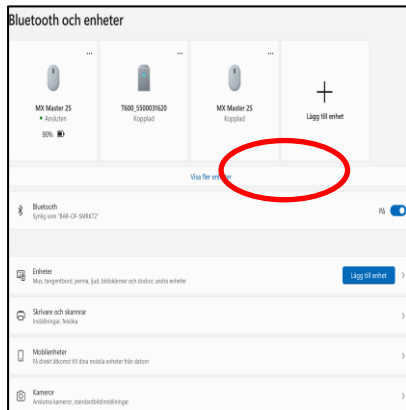 Bluetooth och enheter
MX Master 2S
Ansluten
90%
T600_5500031620
Kopplad
MX Master 2S
Kopplad
Lägg till enhet
Visa fler enheter
Bluetooth
Synlig som "BAR-OF-SMRKT2"
På
Enheter
Mus, tangentbord, penna, ljud, bildskärmar och dockor, andra enheter
Lägg till enhet
Skrivare och skannrar
Inställningar, felsöka
Mobilenheter
Få direkt åtkomst till dina mobila enheter från datorn
Kameror
Anslutna kameror, standardbildinställningar